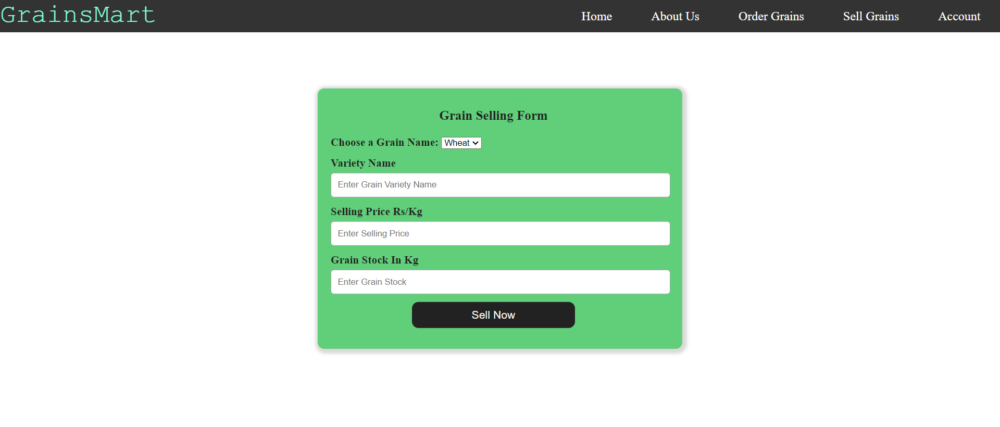 GrainsMart Home About Us Order Grains Sell Grains Account
Grain Selling Form
Choose a Grain Name: Wheat
Variety Name
Enter Grain Variety Name
Selling Price Rs/Kg
Enter Selling Price
Grain Stock In Kg
Enter Grain Stock
Sell Now